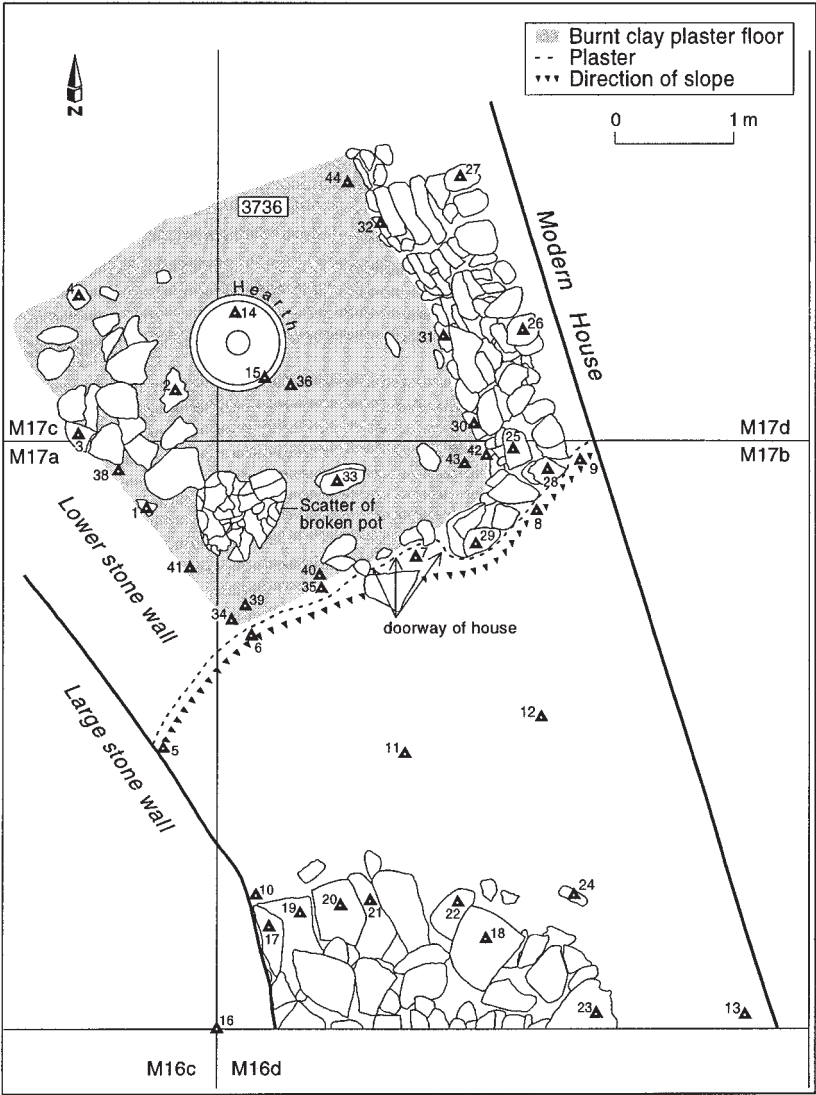 Burnt clay plaster floor
Plaster
Direction of slope
N
0 1 m
27
44
3736
32
Modern House
4
Hearth
14
26
31
15
36
2
30
M17c
M17d
3
25
M17a
M17b
42
43
9
38
28
33
1
Scatter of
broken pot
8
29
Lower stone wall
7
41
40
35
39
34
doorway of house
6
12
Large stone wall
5
11
10
24
20
19
21
22
17
18
16
23
13
M16c
M16d